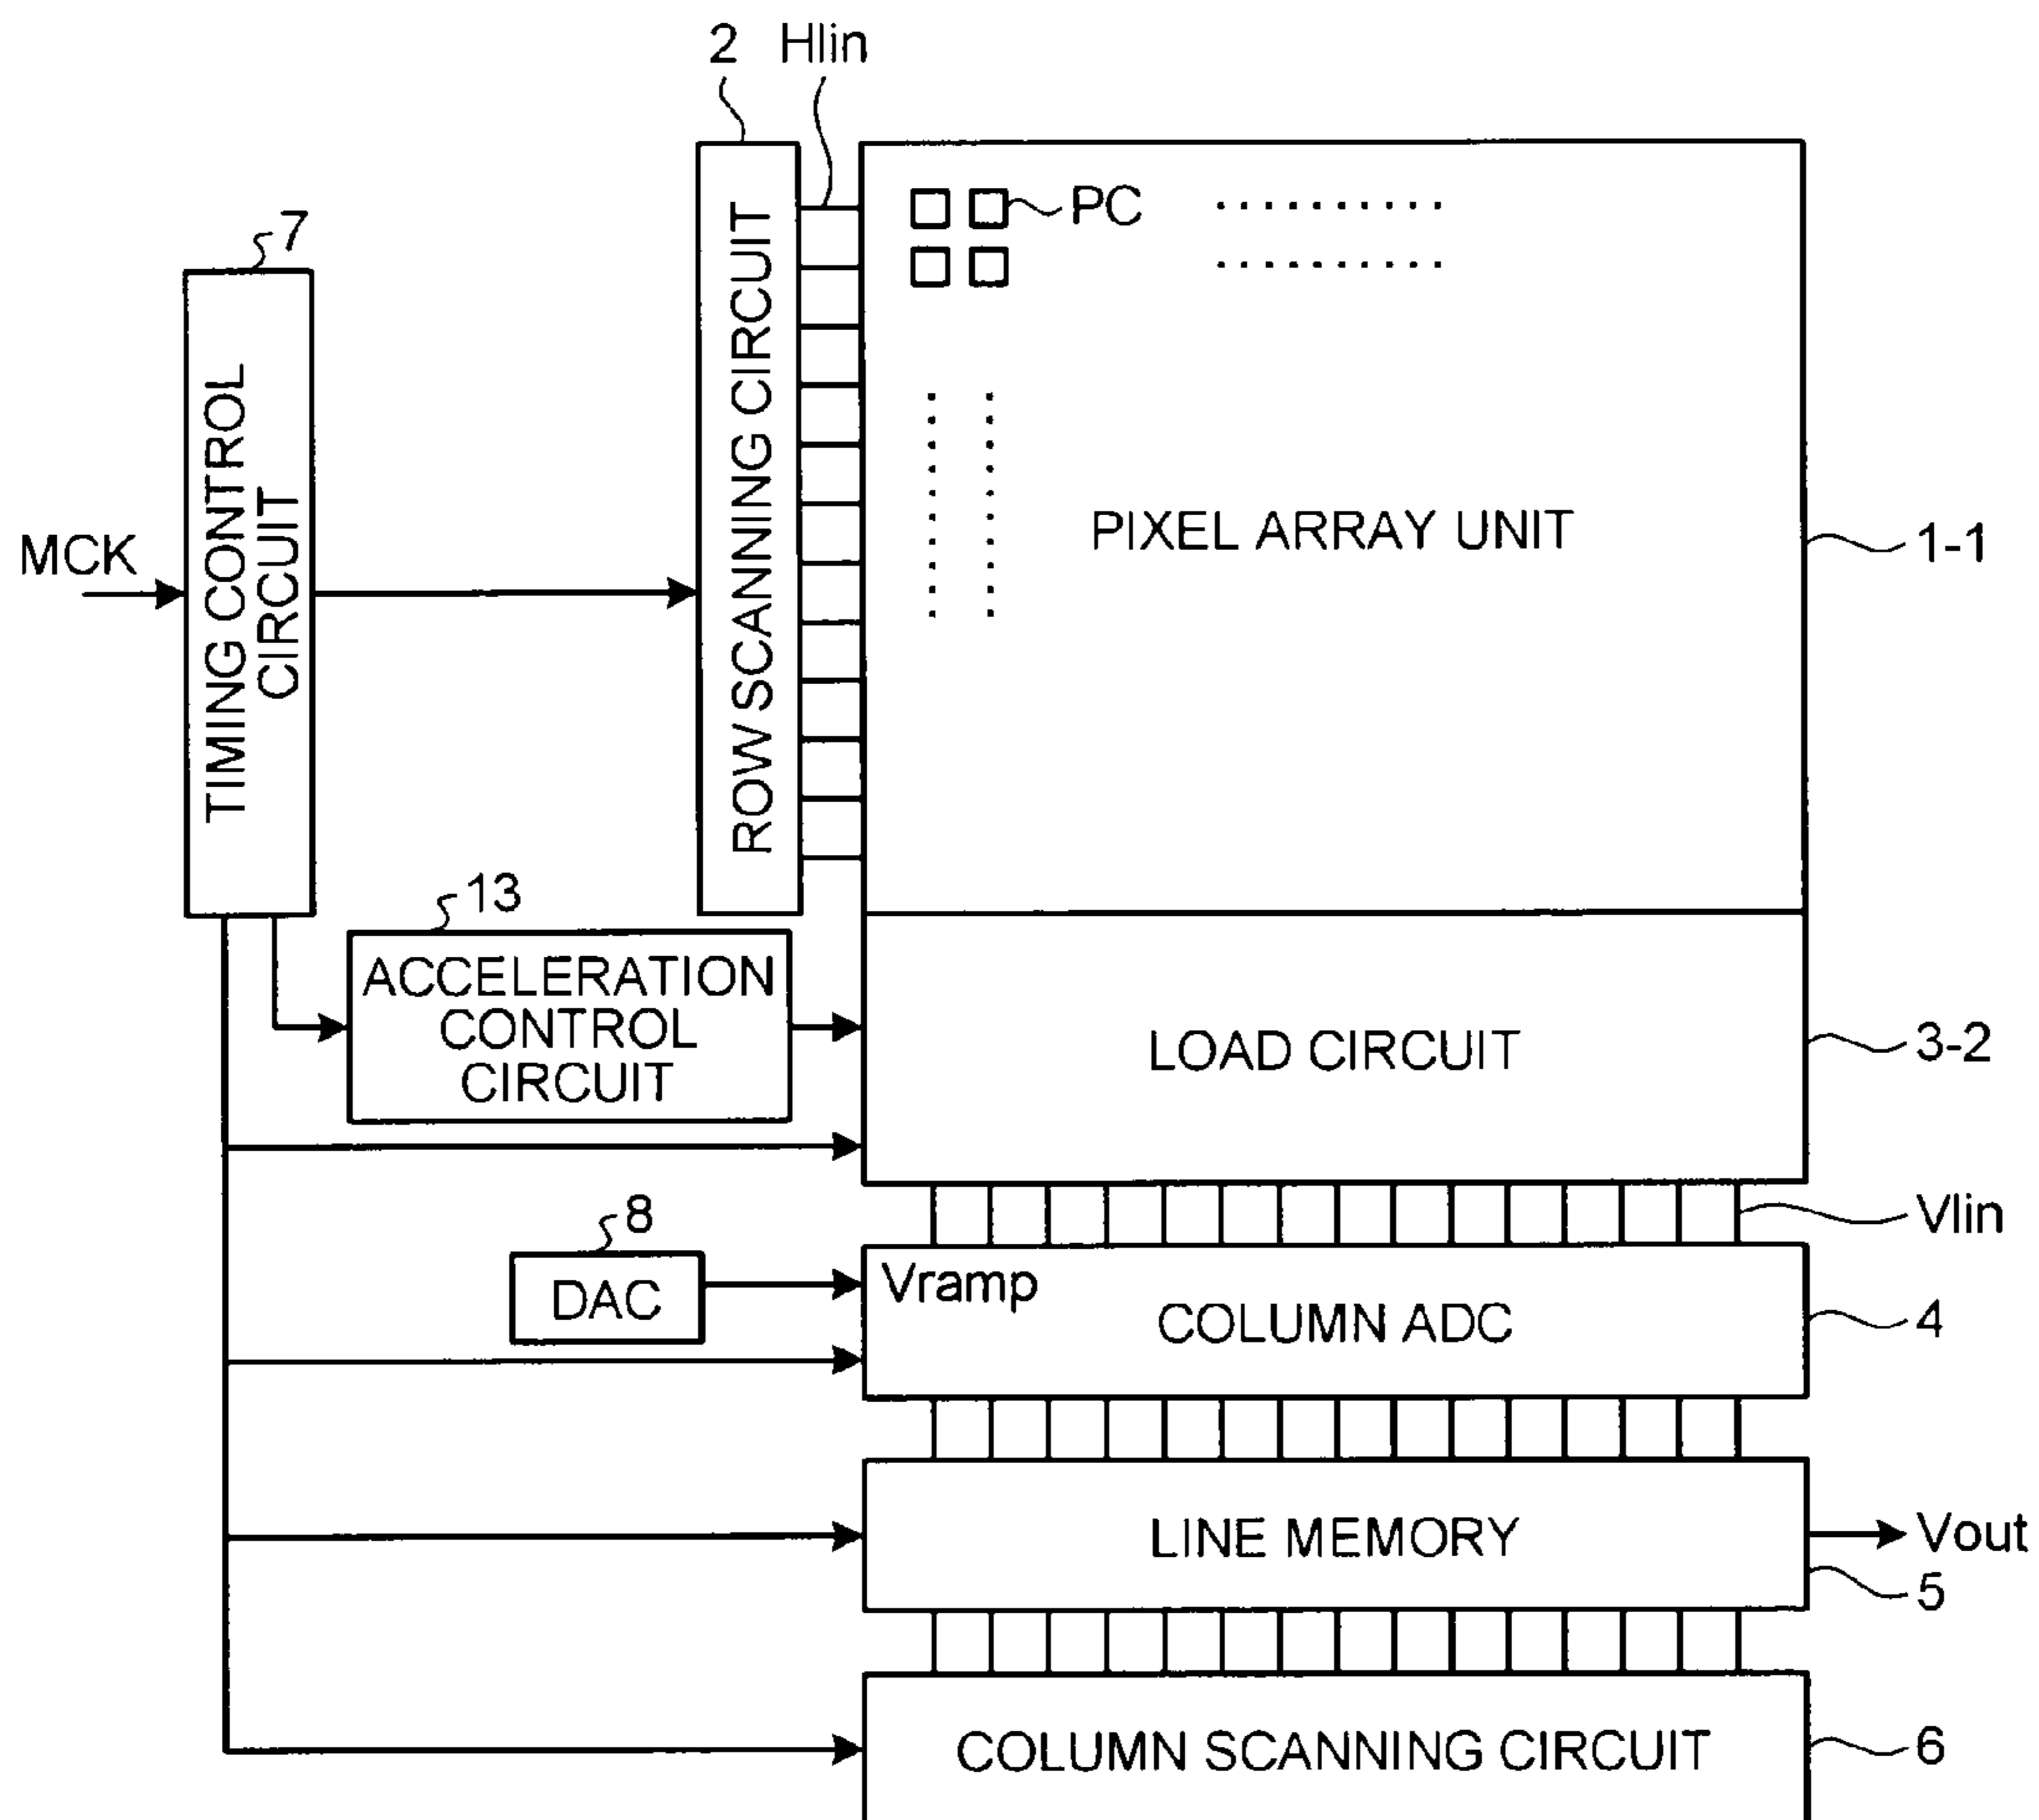 2
Hlin
PC
7
TIMING CONTROL
CIRCUIT
ROW SCANNING CIRCUIT
MCK
PIXEL ARRAY UNIT
1-1
13
ACCELERATION
CONTROL
CIRCUIT
LOAD CIRCUIT
3-2
Vlin
8
DAC
Vramp
COLUMN ADC
4
LINE MEMORY
Vout
5
COLUMN SCANNING CIRCUIT
6